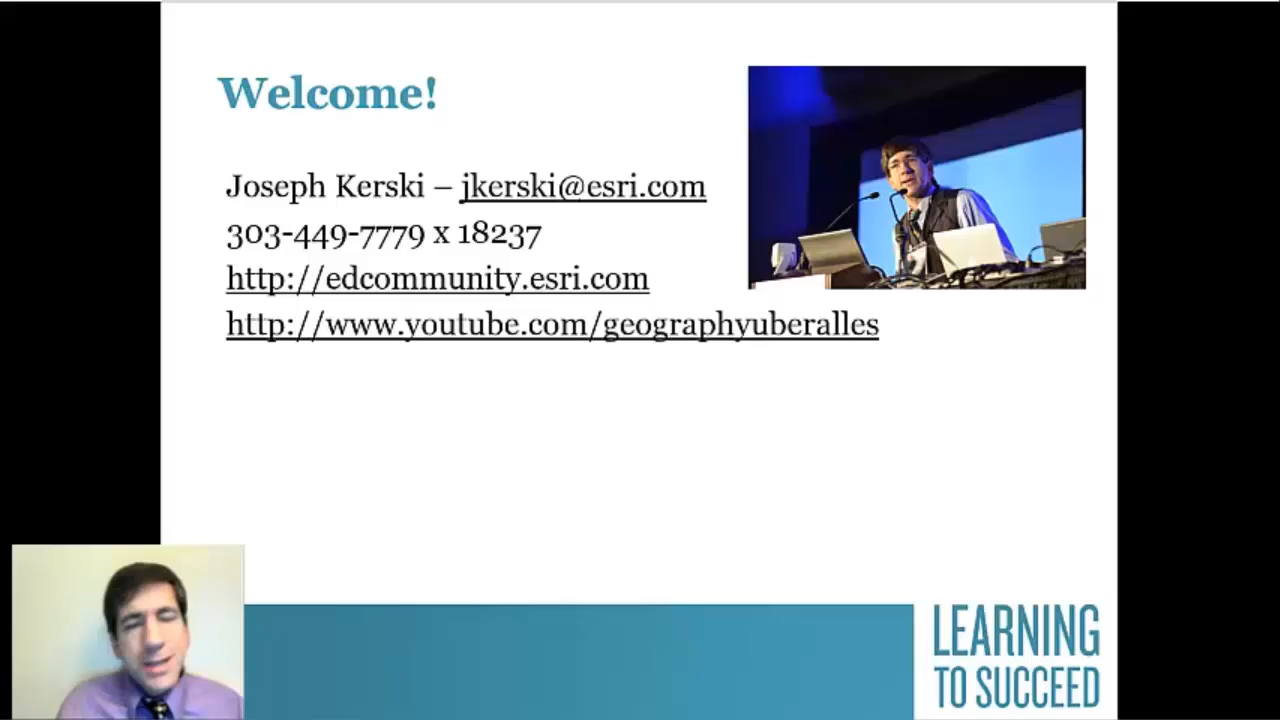 Welcome!
Joseph Kerski – jkerski@esri.com
303-449-7779 x 18237
http://edcommunity.esri.com
http://www.youtube.com/geographyuberalles
LEARNING
TO SUCCEED